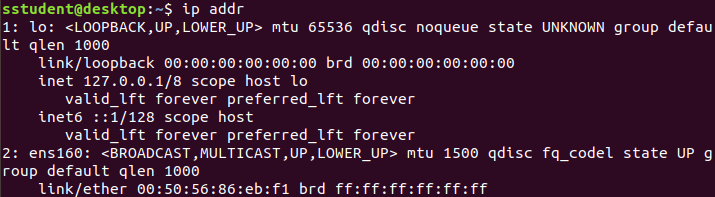 sstudent@desktop:~$ ip addr
1: lo: <LOOPBACK,UP,LOWER_UP> mtu 65536 qdisc noqueue state UNKNOWN group defau
lt qlen 1000
    link/loopback 00:00:00:00:00:00 brd 00:00:00:00:00:00
    inet 127.0.0.1/8 scope host lo
       valid_lft forever preferred_lft forever
    inet6 ::1/128 scope host
       valid_lft forever preferred_lft forever
2: ens160: <BROADCAST,MULTICAST,UP,LOWER_UP> mtu 1500 qdisc fq_codel state UP g
roup default qlen 1000
    link/ether 00:50:56:86:eb:f1 brd ff:ff:ff:ff:ff:ff